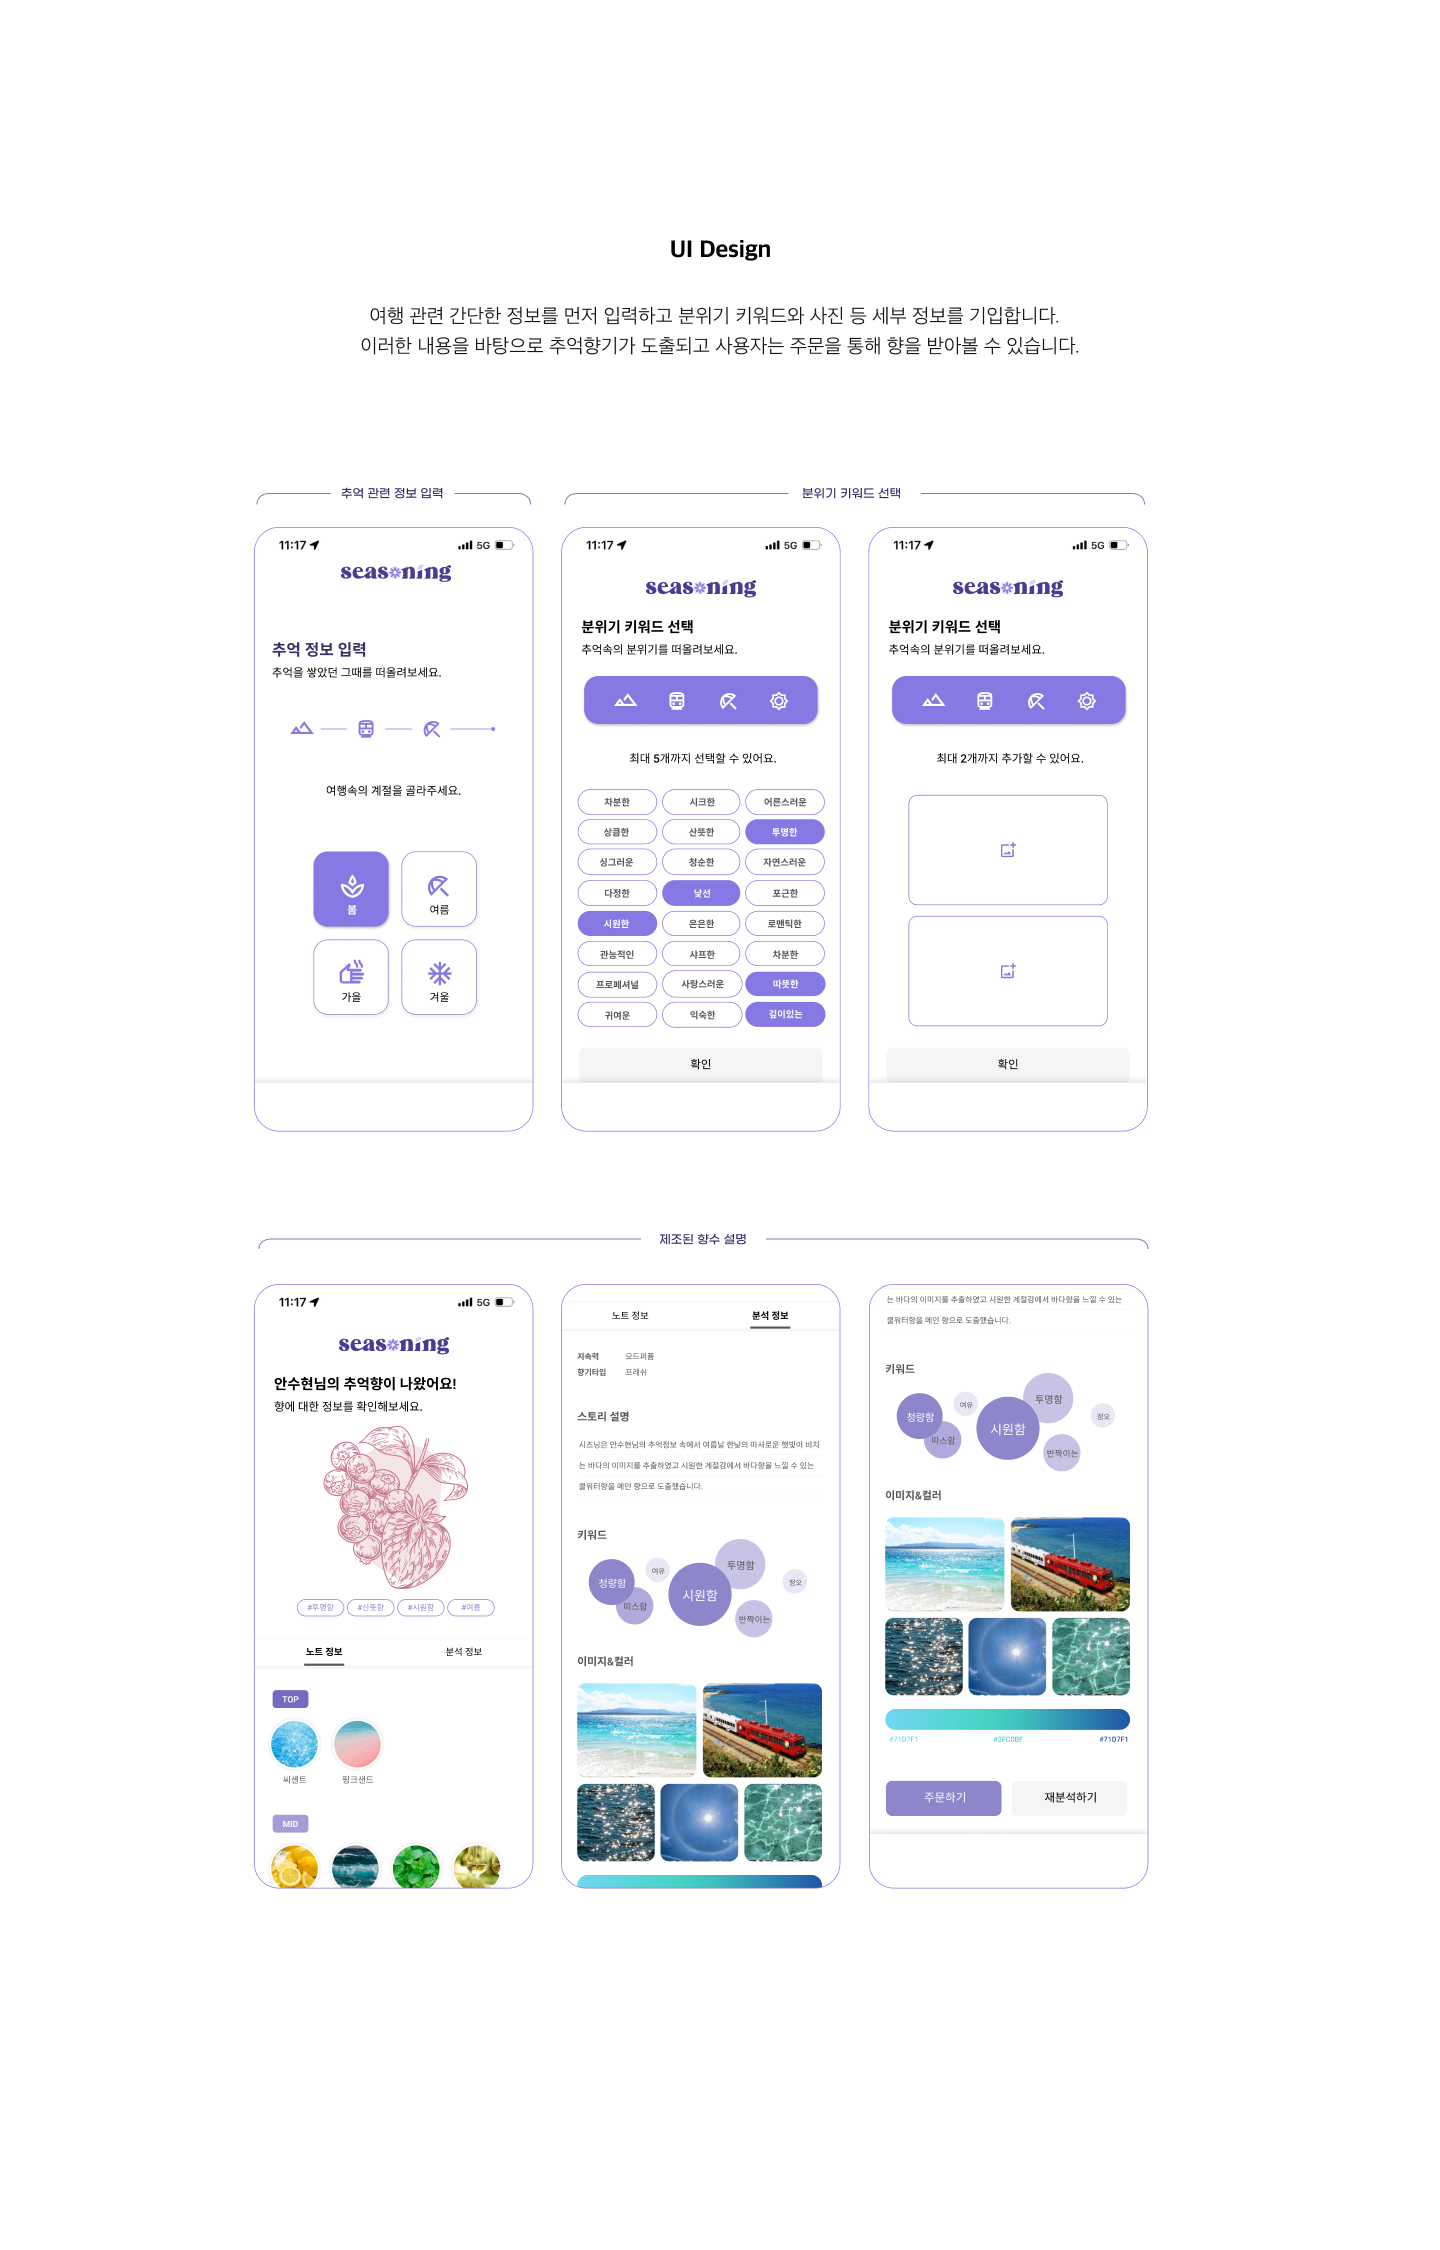 UI Design
여행 관련 간단한 정보를 먼저 입력하고 분위기 키워드와 사진 등 세부 정보를 기입합니다.
이러한 내용을 바탕으로 추억향기가 도출되고 사용자는 주문을 통해 향을 받아볼 수 있습니다.
추억 관련 정보 입력
분위기 키워드 선택
11:17 5G
seasoning
추억 정보 입력
추억을 쌓았던 그때를 떠올려보세요.
여행속의 계절을 골라주세요.
봄 여름
가을 겨울
11:17 5G
seasoning
분위기 키워드 선택
추억속의 분위기를 떠올려보세요.
최대 5개까지 선택할 수 있어요.
차분한 시크한 어른스러운
상큼한 산뜻한 투명한
싱그러운 청순한 자연스러운
다정한 낯선 포근한
시원한 은은한 로맨틱한
관능적인 샤프한 차분한
프로페셔널 사랑스러운 따뜻한
귀여운 익숙한 깊이있는
확인
11:17 5G
seasoning
분위기 키워드 선택
추억속의 분위기를 떠올려보세요.
최대 2개까지 추가할 수 있어요.
확인
제조된 향수 설명
11:17 5G
seasoning
안수현님의 추억향이 나왔어요!
향에 대한 정보를 확인해보세요.
#투명함 #산뜻함 #시원함 #여름
노트 정보 분석 정보
TOP
씨센트 핑크샌드
MID
노트 정보 분석 정보
지속력 오드퍼퓸
향기타입 프레쉬
스토리 설명
시즈닝은 안수현님의 추억정보 속에서 여름날 한낮의 따사로운 햇빛이 비치
는 바다의 이미지를 추출하였고 시원한 계절감에서 바다향을 느낄 수 있는
쿨워터향을 메인 향으로 도출했습니다.
키워드
청량함 여유 시원함 투명함 정오
따스함 반짝이는
이미지&컬러
는 바다의 이미지를 추출하였고 시원한 계절감에서 바다향을 느낄 수 있는
쿨워터향을 메인 향으로 도출했습니다.
키워드
청량함 여유 시원함 투명함 정오
따스함 반짝이는
이미지&컬러
#71D7F1 #3FC0BF #71D7F1
주문하기 재분석하기